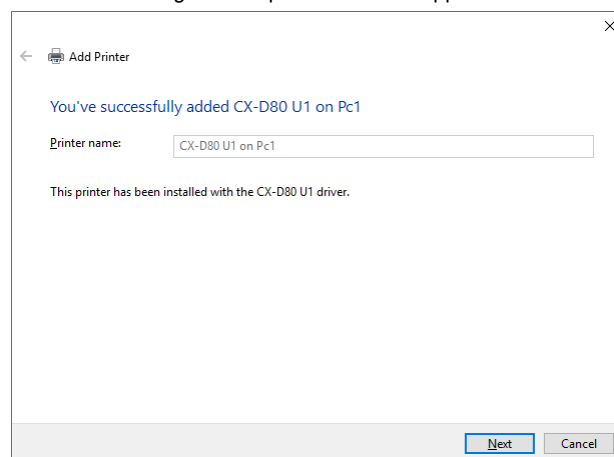 Add Printer
You've successfully added CX-D80 U1 on Pc1
Printer name: CX-D80 U1 on Pc1
This printer has been installed with the CX-D80 U1 driver.
Next Cancel